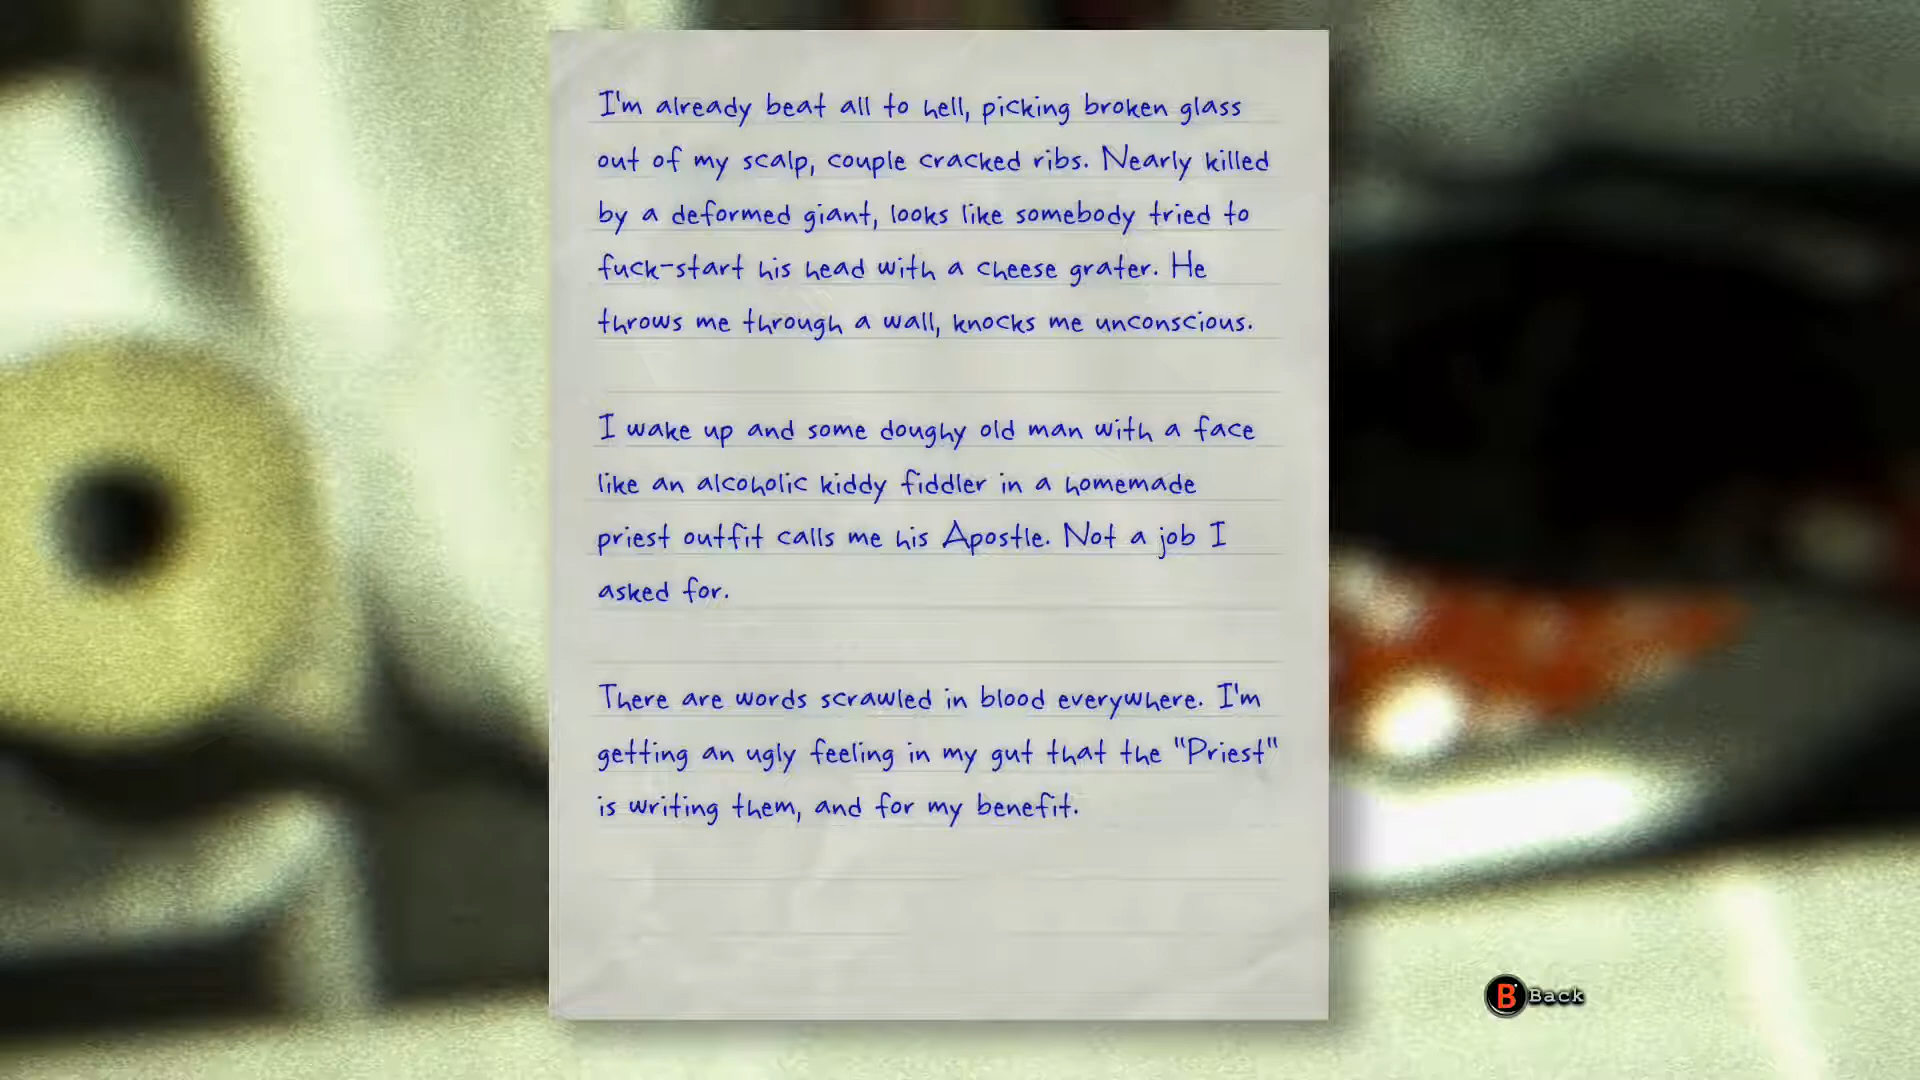 I'm already beat all to hell, picking broken glass
out of my scalp, couple cracked ribs. Nearly killed
by a deformed giant, looks like somebody tried to
fuck-start his head with a cheese grater. He
throws me through a wall, knocks me unconscious.
I wake up and some doughy old man with a face
like an alcoholic kiddy fiddler in a homemade
priest outfit calls me his Apostle. Not a job I
asked for.
There are words scrawled in blood everywhere. I'm
getting an ugly feeling in my gut that the "Priest"
is writing them, and for my benefit.
B Back